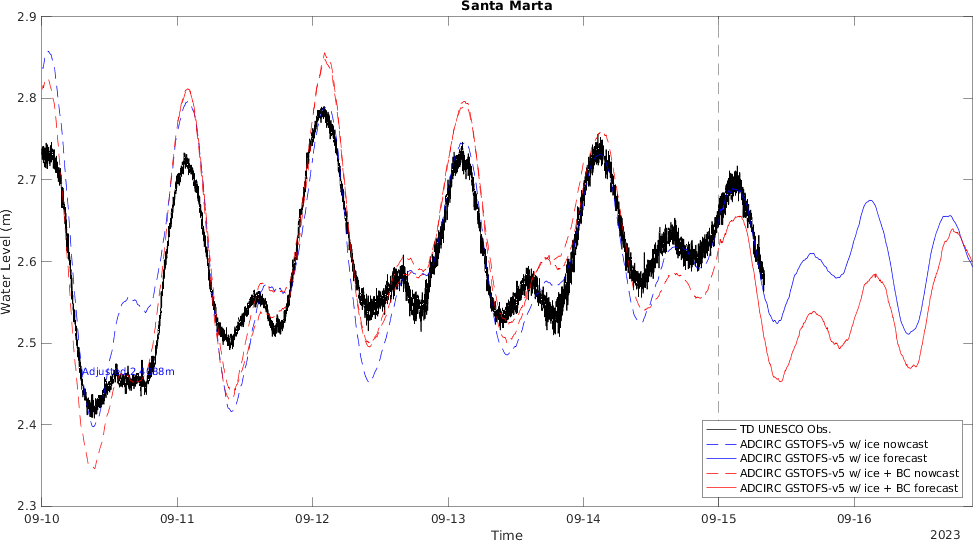 Santa Marta
2.9
2.8
2.7
2.6
2.5
2.4
2.3
Water Level (m)
09-10
09-11
09-12
09-13
09-14
09-15
09-16
Time
2023
TD UNESCO Obs.
ADCIRC GSTOFS-v5 w/ ice nowcast
ADCIRC GSTOFS-v5 w/ ice forecast
ADCIRC GSTOFS-v5 w/ ice + BC nowcast
ADCIRC GSTOFS-v5 w/ ice + BC forecast